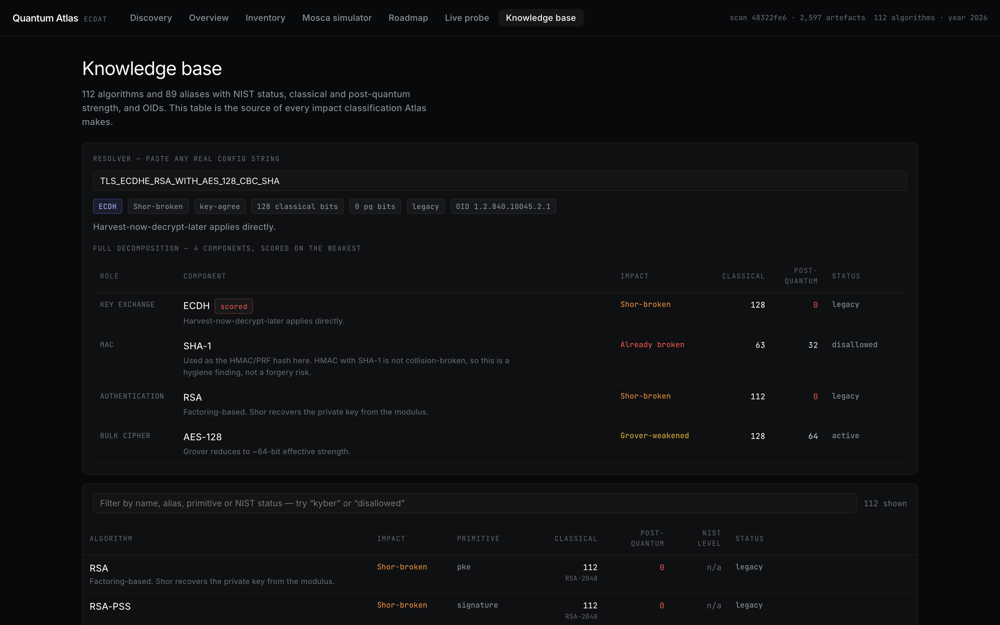 Quantum Atlas ECDAT Discovery Overview Inventory Mosca simulator Roadmap Live probe Knowledge base scan 48322fe6 · 2,597 artefacts 112 algorithms · year 2026
Knowledge base
112 algorithms and 89 aliases with NIST status, classical and post-quantum
strength, and OIDs. This table is the source of every impact classification Atlas
makes.
RESOLVER — PASTE ANY REAL CONFIG STRING
TLS_ECDHE_RSA_WITH_AES_128_CBC_SHA
ECDH Shor-broken key-agree 128 classical bits 0 pq bits legacy OID 1.2.840.10045.2.1
Harvest-now-decrypt-later applies directly.
FULL DECOMPOSITION — 4 COMPONENTS, SCORED ON THE WEAKEST
ROLE COMPONENT IMPACT CLASSICAL POST-
QUANTUM STATUS
KEY EXCHANGE ECDH scored Shor-broken 128 0 legacy
Harvest-now-decrypt-later applies directly.
MAC SHA-1 Already broken 63 32 disallowed
Used as the HMAC/PRF hash here. HMAC with SHA-1 is not collision-broken, so this is a
hygiene finding, not a forgery risk.
AUTHENTICATION RSA Shor-broken 112 0 legacy
Factoring-based. Shor recovers the private key from the modulus.
BULK CIPHER AES-128 Grover-weakened 128 64 active
Grover reduces to ~64-bit effective strength.
Filter by name, alias, primitive or NIST status — try “kyber” or “disallowed” 112 shown
ALGORITHM IMPACT PRIMITIVE CLASSICAL POST-
QUANTUM NIST
LEVEL STATUS
RSA Shor-broken pke 112 0 n/a legacy
Factoring-based. Shor recovers the private key from the modulus. RSA-2048
RSA-PSS Shor-broken signature 112 0 n/a legacy
RSA-2048